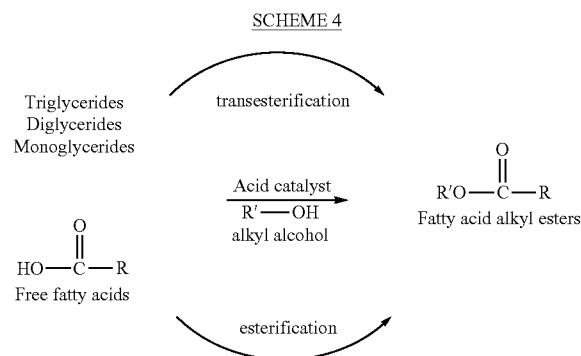 SCHEME 4
transesterification
Triglycerides
Diglycerides
Monoglycerides
Acid catalyst
R'—OH
alkyl alcohol
O
R'O—C—R
Fatty acid alkyl esters
O
HO—C—R
Free fatty acids
esterification